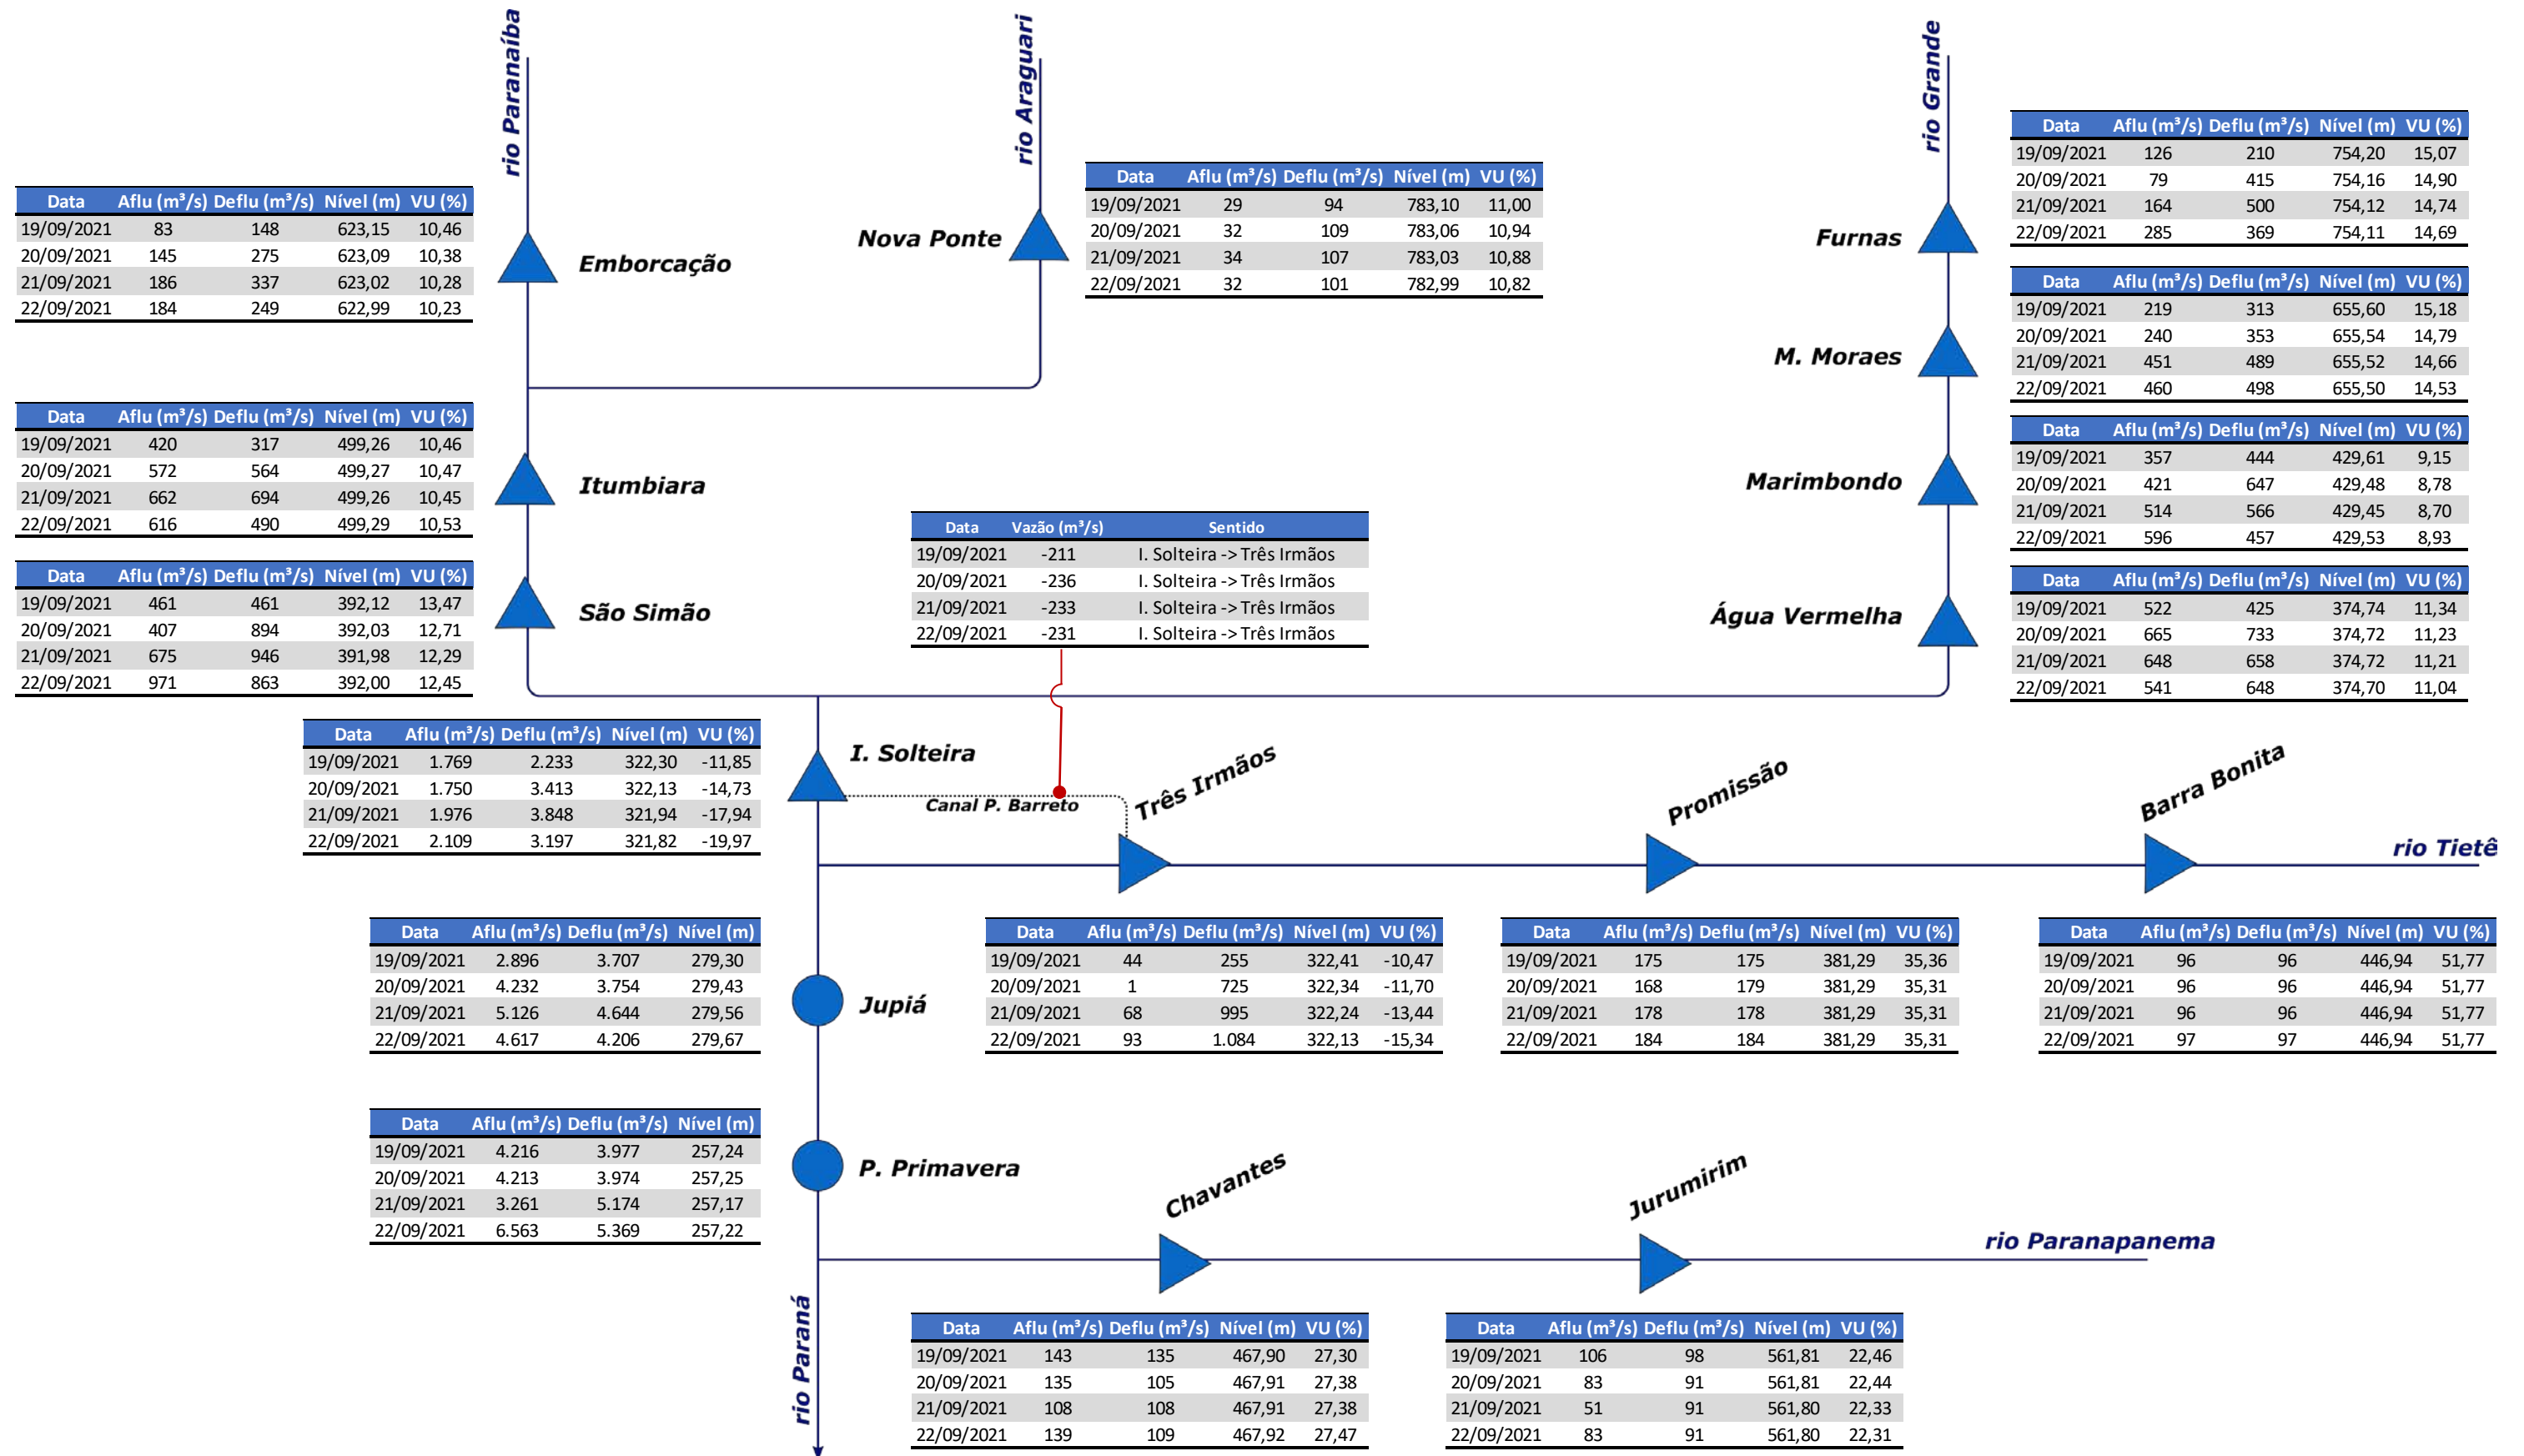 rio Paranaíba
rio Araguari
rio Grande
Data Aflu (m³/s) Deflu (m³/s) Nível (m) VU (%)
19/09/2021 83 148 623,15 10,46
20/09/2021 145 275 623,09 10,38
21/09/2021 186 337 623,02 10,28
22/09/2021 184 249 622,99 10,23
Emborcação
Nova Ponte
Data Aflu (m³/s) Deflu (m³/s) Nível (m) VU (%)
19/09/2021 29 94 783,10 11,00
20/09/2021 32 109 783,06 10,94
21/09/2021 34 107 783,03 10,88
22/09/2021 32 101 782,99 10,82
Furnas
Data Aflu (m³/s) Deflu (m³/s) Nível (m) VU (%)
19/09/2021 126 210 754,20 15,07
20/09/2021 79 415 754,16 14,90
21/09/2021 164 500 754,12 14,74
22/09/2021 285 369 754,11 14,69
M. Moraes
Data Aflu (m³/s) Deflu (m³/s) Nível (m) VU (%)
19/09/2021 219 313 655,60 15,18
20/09/2021 240 353 655,54 14,79
21/09/2021 451 489 655,52 14,66
22/09/2021 460 498 655,50 14,53
Data Aflu (m³/s) Deflu (m³/s) Nível (m) VU (%)
19/09/2021 420 317 499,26 10,46
20/09/2021 572 564 499,27 10,47
21/09/2021 662 694 499,26 10,45
22/09/2021 616 490 499,29 10,53
Itumbiara
Marimbondo
Data Aflu (m³/s) Deflu (m³/s) Nível (m) VU (%)
19/09/2021 357 444 429,61 9,15
20/09/2021 421 647 429,48 8,78
21/09/2021 514 566 429,45 8,70
22/09/2021 596 457 429,53 8,93
Data Aflu (m³/s) Deflu (m³/s) Nível (m) VU (%)
19/09/2021 461 461 392,12 13,47
20/09/2021 407 894 392,03 12,71
21/09/2021 675 946 391,98 12,29
22/09/2021 971 863 392,00 12,45
São Simão
Data Vazão (m³/s) Sentido
19/09/2021 -211 I. Solteira -> Três Irmãos
20/09/2021 -236 I. Solteira -> Três Irmãos
21/09/2021 -233 I. Solteira -> Três Irmãos
22/09/2021 -231 I. Solteira -> Três Irmãos
Água Vermelha
Data Aflu (m³/s) Deflu (m³/s) Nível (m) VU (%)
19/09/2021 522 425 374,74 11,34
20/09/2021 665 733 374,72 11,23
21/09/2021 648 658 374,72 11,21
22/09/2021 541 648 374,70 11,04
Data Aflu (m³/s) Deflu (m³/s) Nível (m) VU (%)
19/09/2021 1.769 2.233 322,30 -11,85
20/09/2021 1.750 3.413 322,13 -14,73
21/09/2021 1.976 3.848 321,94 -17,94
22/09/2021 2.109 3.197 321,82 -19,97
I. Solteira
Canal P. Barreto
Três Irmãos
Promissão
Barra Bonita
rio Tietê
Data Aflu (m³/s) Deflu (m³/s) Nível (m)
19/09/2021 2.896 3.707 279,30
20/09/2021 4.232 3.754 279,43
21/09/2021 5.126 4.644 279,56
22/09/2021 4.617 4.206 279,67
Jupiá
Data Aflu (m³/s) Deflu (m³/s) Nível (m) VU (%)
19/09/2021 44 255 322,41 -10,47
20/09/2021 1 725 322,34 -11,70
21/09/2021 68 995 322,24 -13,44
22/09/2021 93 1.084 322,13 -15,34
Data Aflu (m³/s) Deflu (m³/s) Nível (m) VU (%)
19/09/2021 175 175 381,29 35,36
20/09/2021 168 179 381,29 35,31
21/09/2021 178 178 381,29 35,31
22/09/2021 184 184 381,29 35,31
Data Aflu (m³/s) Deflu (m³/s) Nível (m) VU (%)
19/09/2021 96 96 446,94 51,77
20/09/2021 96 96 446,94 51,77
21/09/2021 96 96 446,94 51,77
22/09/2021 97 97 446,94 51,77
Data Aflu (m³/s) Deflu (m³/s) Nível (m)
19/09/2021 4.216 3.977 257,24
20/09/2021 4.213 3.974 257,25
21/09/2021 3.261 5.174 257,17
22/09/2021 6.563 5.369 257,22
P. Primavera
Chavantes
Jurumirim
rio Paranapanema
rio Paraná
Data Aflu (m³/s) Deflu (m³/s) Nível (m) VU (%)
19/09/2021 143 135 467,90 27,30
20/09/2021 135 105 467,91 27,38
21/09/2021 108 108 467,91 27,38
22/09/2021 139 109 467,92 27,47
Data Aflu (m³/s) Deflu (m³/s) Nível (m) VU (%)
19/09/2021 106 98 561,81 22,46
20/09/2021 83 91 561,81 22,44
21/09/2021 51 91 561,80 22,33
22/09/2021 83 91 561,80 22,31